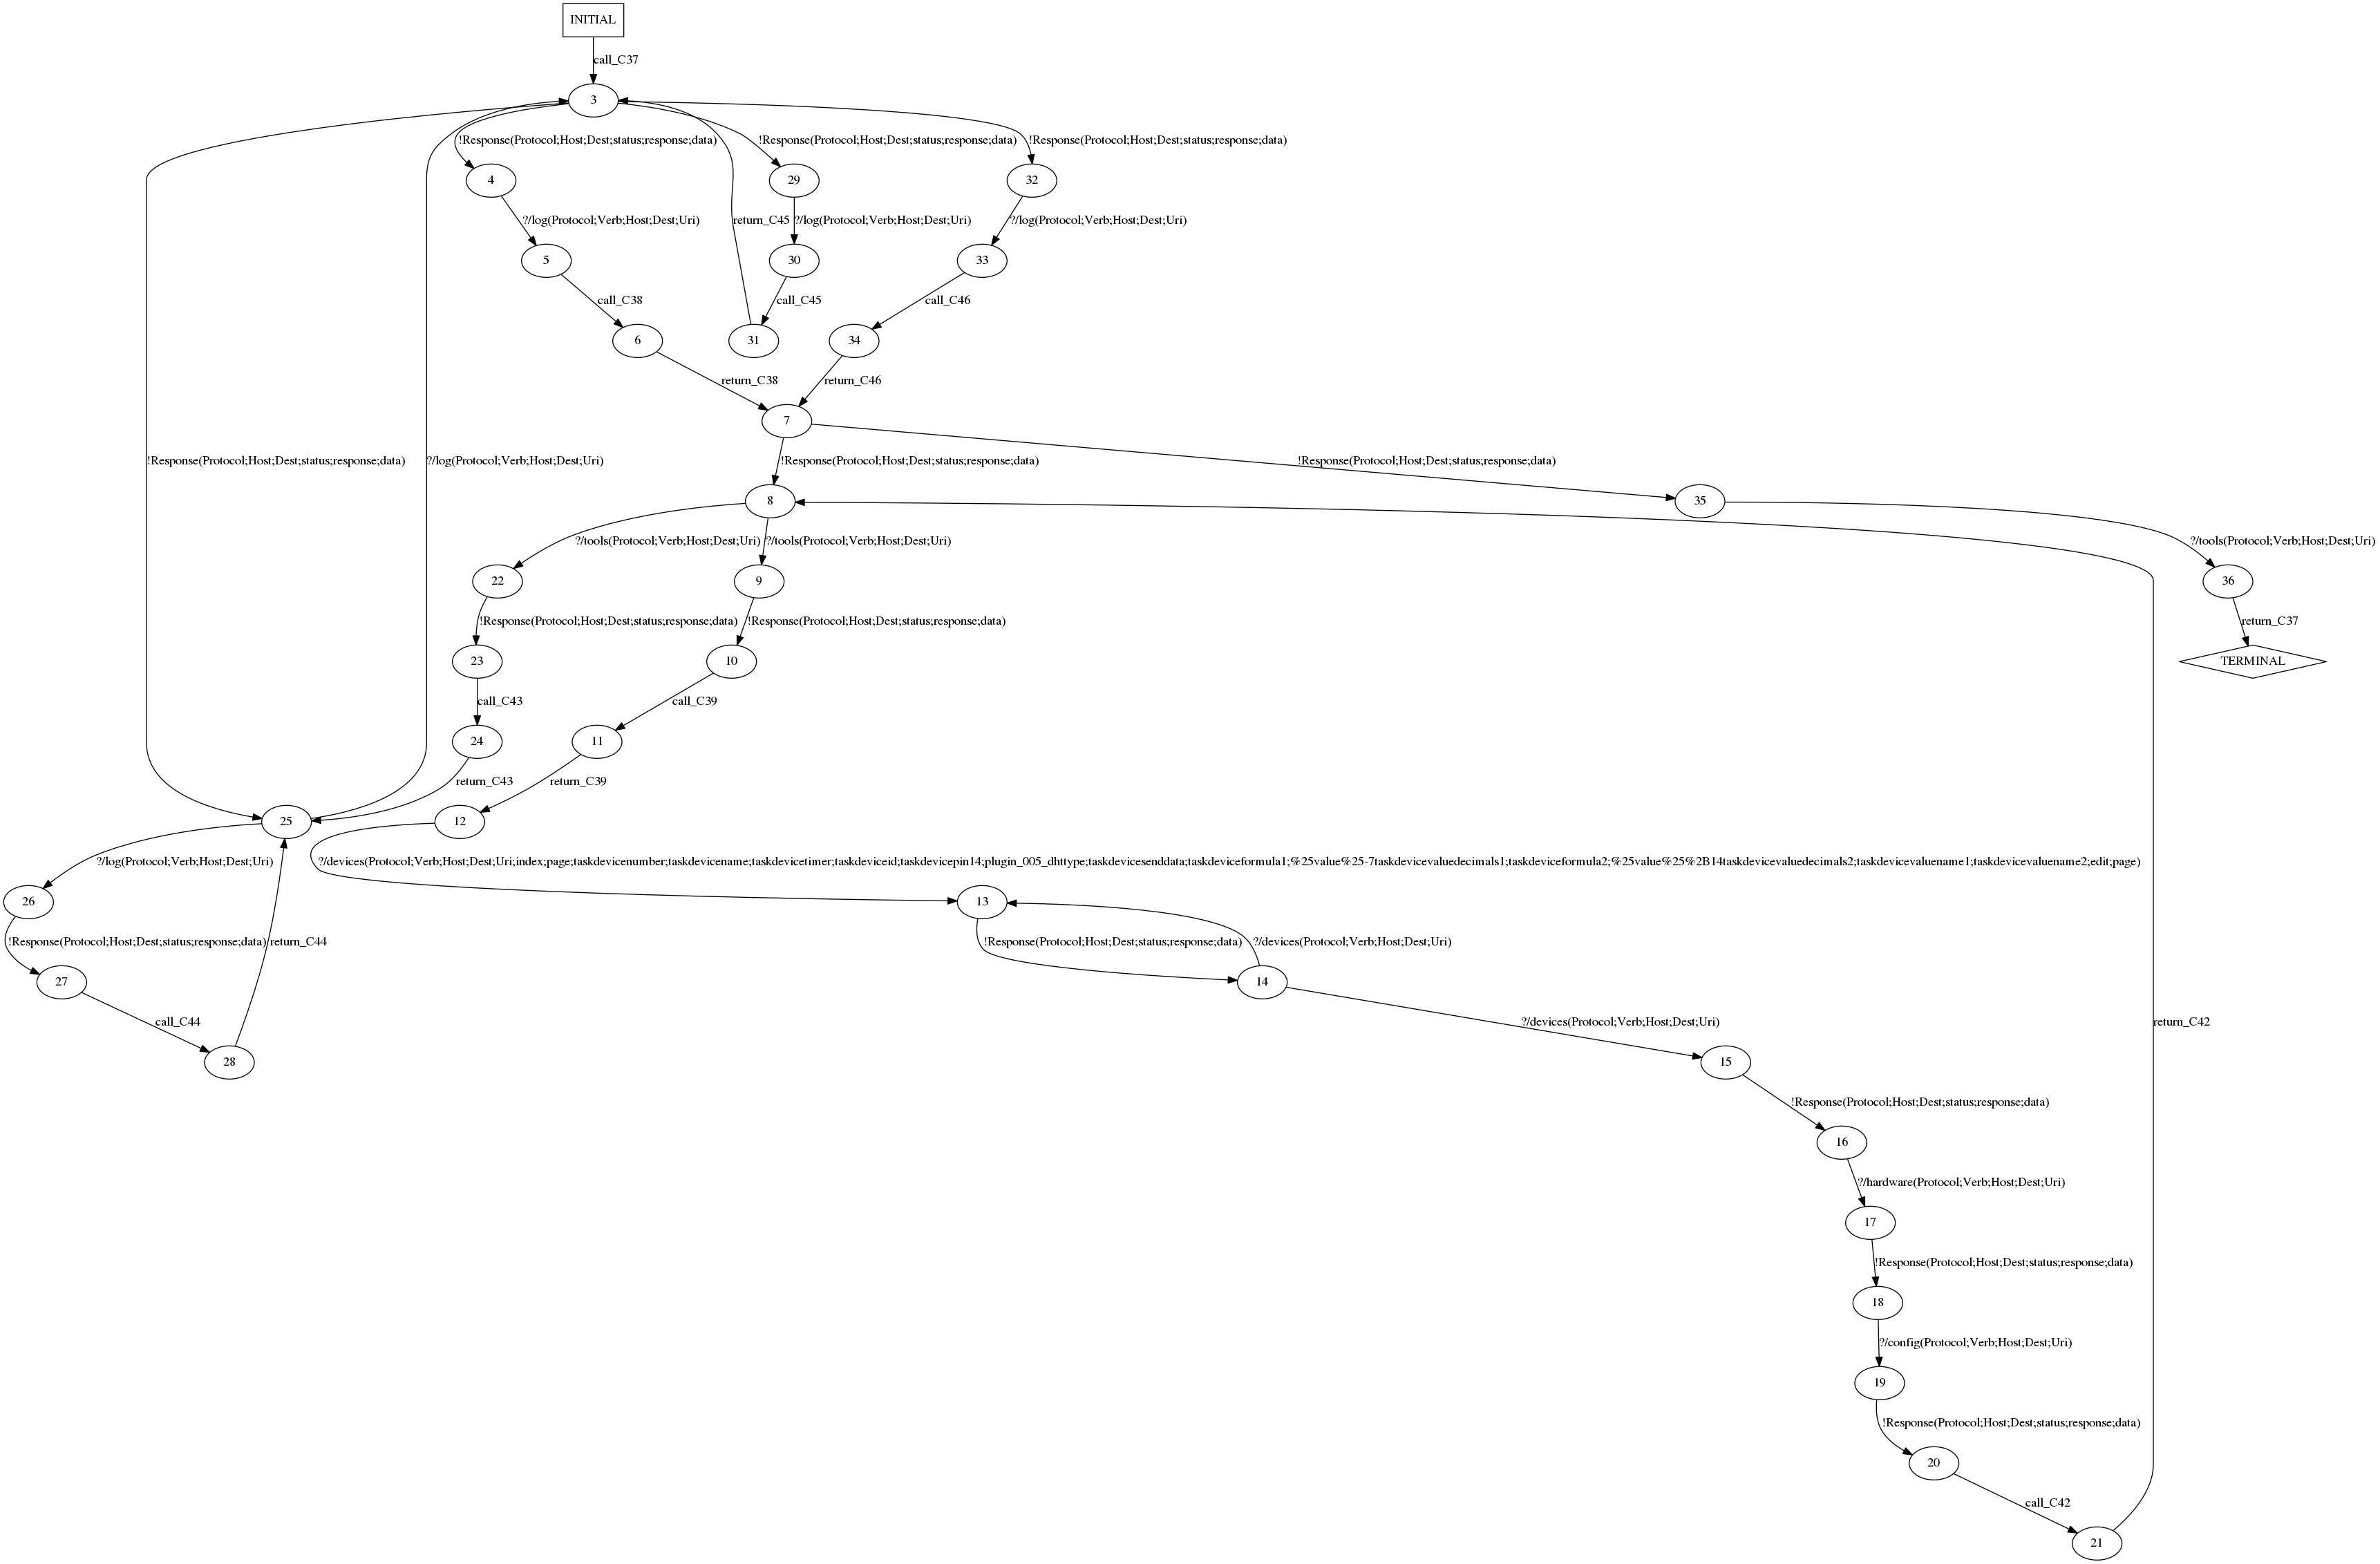 INITIAL
call_C37
3
!Response(Protocol;Host;Dest;status;response;data)
!Response(Protocol;Host;Dest;status;response;data)
!Response(Protocol;Host;Dest;status;response;data)
4
29
32
?/log(Protocol;Verb;Host;Dest;Uri)
return_C45
?/log(Protocol;Verb;Host;Dest;Uri)
?/log(Protocol;Verb;Host;Dest;Uri)
5
30
33
call_C38
call_C45
call_C46
6
31
34
return_C38
return_C46
7
!Response(Protocol;Host;Dest;status;response;data)
?/log(Protocol;Verb;Host;Dest;Uri)
!Response(Protocol;Host;Dest;status;response;data)
!Response(Protocol;Host;Dest;status;response;data)
8
35
?/tools(Protocol;Verb;Host;Dest;Uri)
?/tools(Protocol;Verb;Host;Dest;Uri)
?/tools(Protocol;Verb;Host;Dest;Uri)
22
9
36
!Response(Protocol;Host;Dest;status;response;data)
!Response(Protocol;Host;Dest;status;response;data)
return_C37
23
10
TERMINAL
call_C43
call_C39
24
11
return_C43
return_C39
25
12
?/log(Protocol;Verb;Host;Dest;Uri)
?/devices(Protocol;Verb;Host;Dest;Uri;index;page;taskdevicenumber;taskdevicename;taskdevicetimer;taskdeviceid;taskdevicepin14;plugin_005_dhttype;taskdevicesenddata;taskdeviceformula1;%25value%25-7taskdevicevaluedecimals1;taskdeviceformula2;%25value%25%2B14taskdevicevaluedecimals2;taskdevicevaluename1;taskdevicevaluename2;edit;page)
26
13
!Response(Protocol;Host;Dest;status;response;data)
return_C44
!Response(Protocol;Host;Dest;status;response;data)
?/devices(Protocol;Verb;Host;Dest;Uri)
27
14
call_C44
?/devices(Protocol;Verb;Host;Dest;Uri)
return_C42
28
15
!Response(Protocol;Host;Dest;status;response;data)
16
?/hardware(Protocol;Verb;Host;Dest;Uri)
17
!Response(Protocol;Host;Dest;status;response;data)
18
?/config(Protocol;Verb;Host;Dest;Uri)
19
!Response(Protocol;Host;Dest;status;response;data)
20
call_C42
21